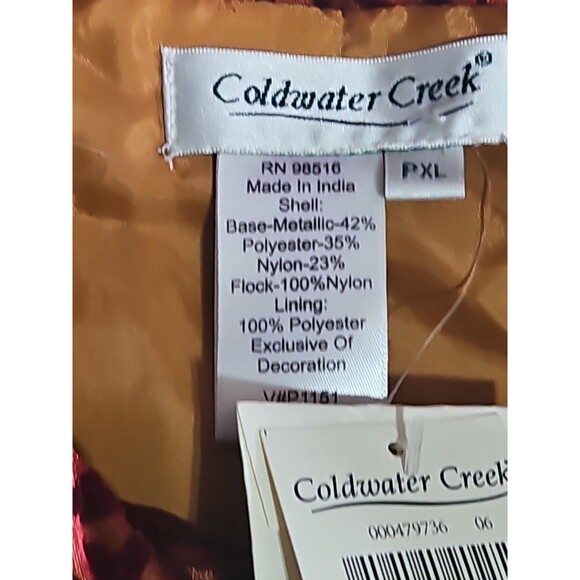 Coldwater Creek®
RN 98516
Made In India
Shell:
Base-Metallic-42%
Polyester-35%
Nylon-23%
Flock-100%Nylon
Lining:
100% Polyester
Exclusive Of
Decoration
V#P1151
PXL
Coldwater Creek
000479736 06